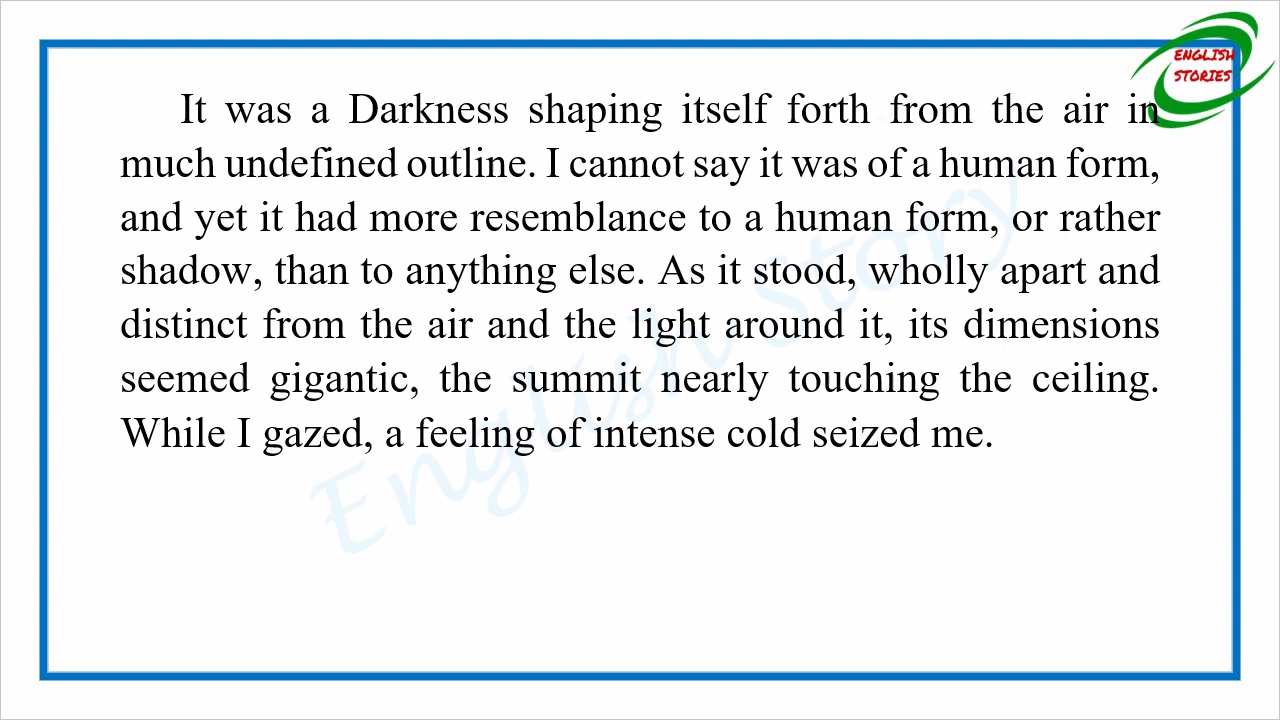 ENGLISH
STORIES
It was a Darkness shaping itself forth from the air in
much undefined outline. I cannot say it was of a human form,
and yet it had more resemblance to a human form, or rather
shadow, than to anything else. As it stood, wholly apart and
distinct from the air and the light around it, its dimensions
seemed gigantic, the summit nearly touching the ceiling.
While I gazed, a feeling of intense cold seized me.
English Story